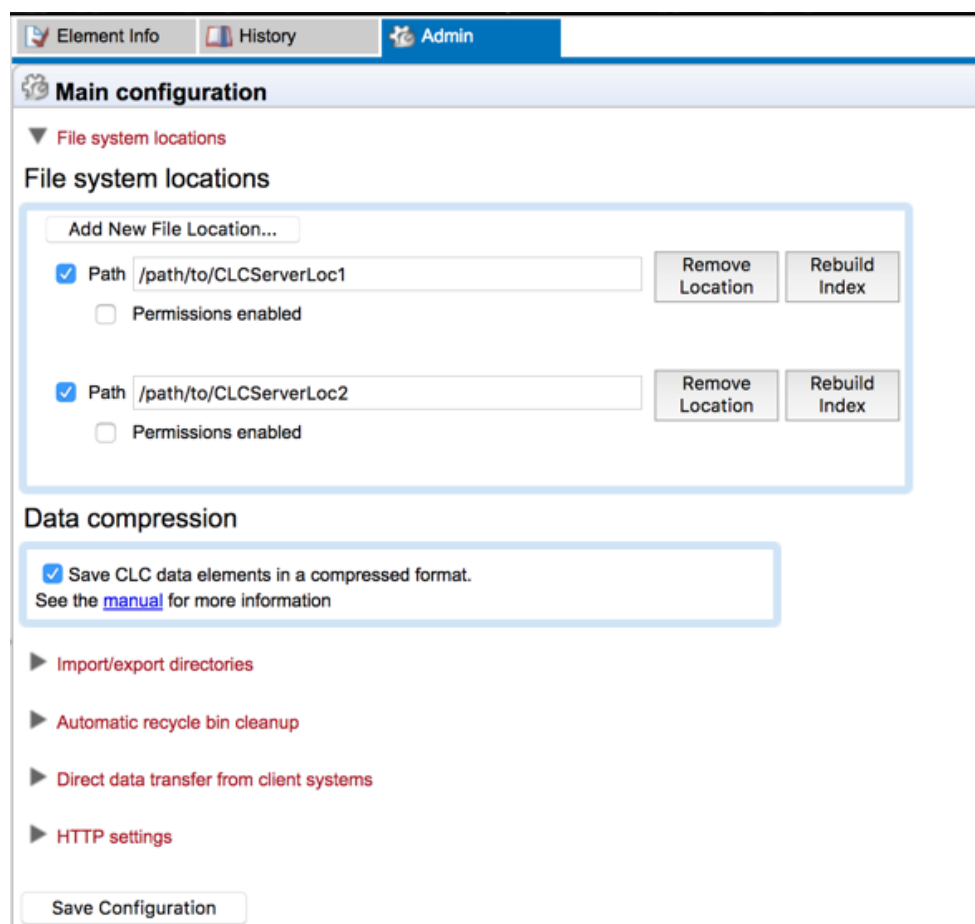 Element Info History Admin
Main configuration
File system locations
File system locations
Add New File Location...
Path /path/to/CLCServerLoc1 Remove Location Rebuild Index
Permissions enabled
Path /path/to/CLCServerLoc2 Remove Location Rebuild Index
Permissions enabled
Data compression
Save CLC data elements in a compressed format.
See the manual for more information
Import/export directories
Automatic recycle bin cleanup
Direct data transfer from client systems
HTTP settings
Save Configuration